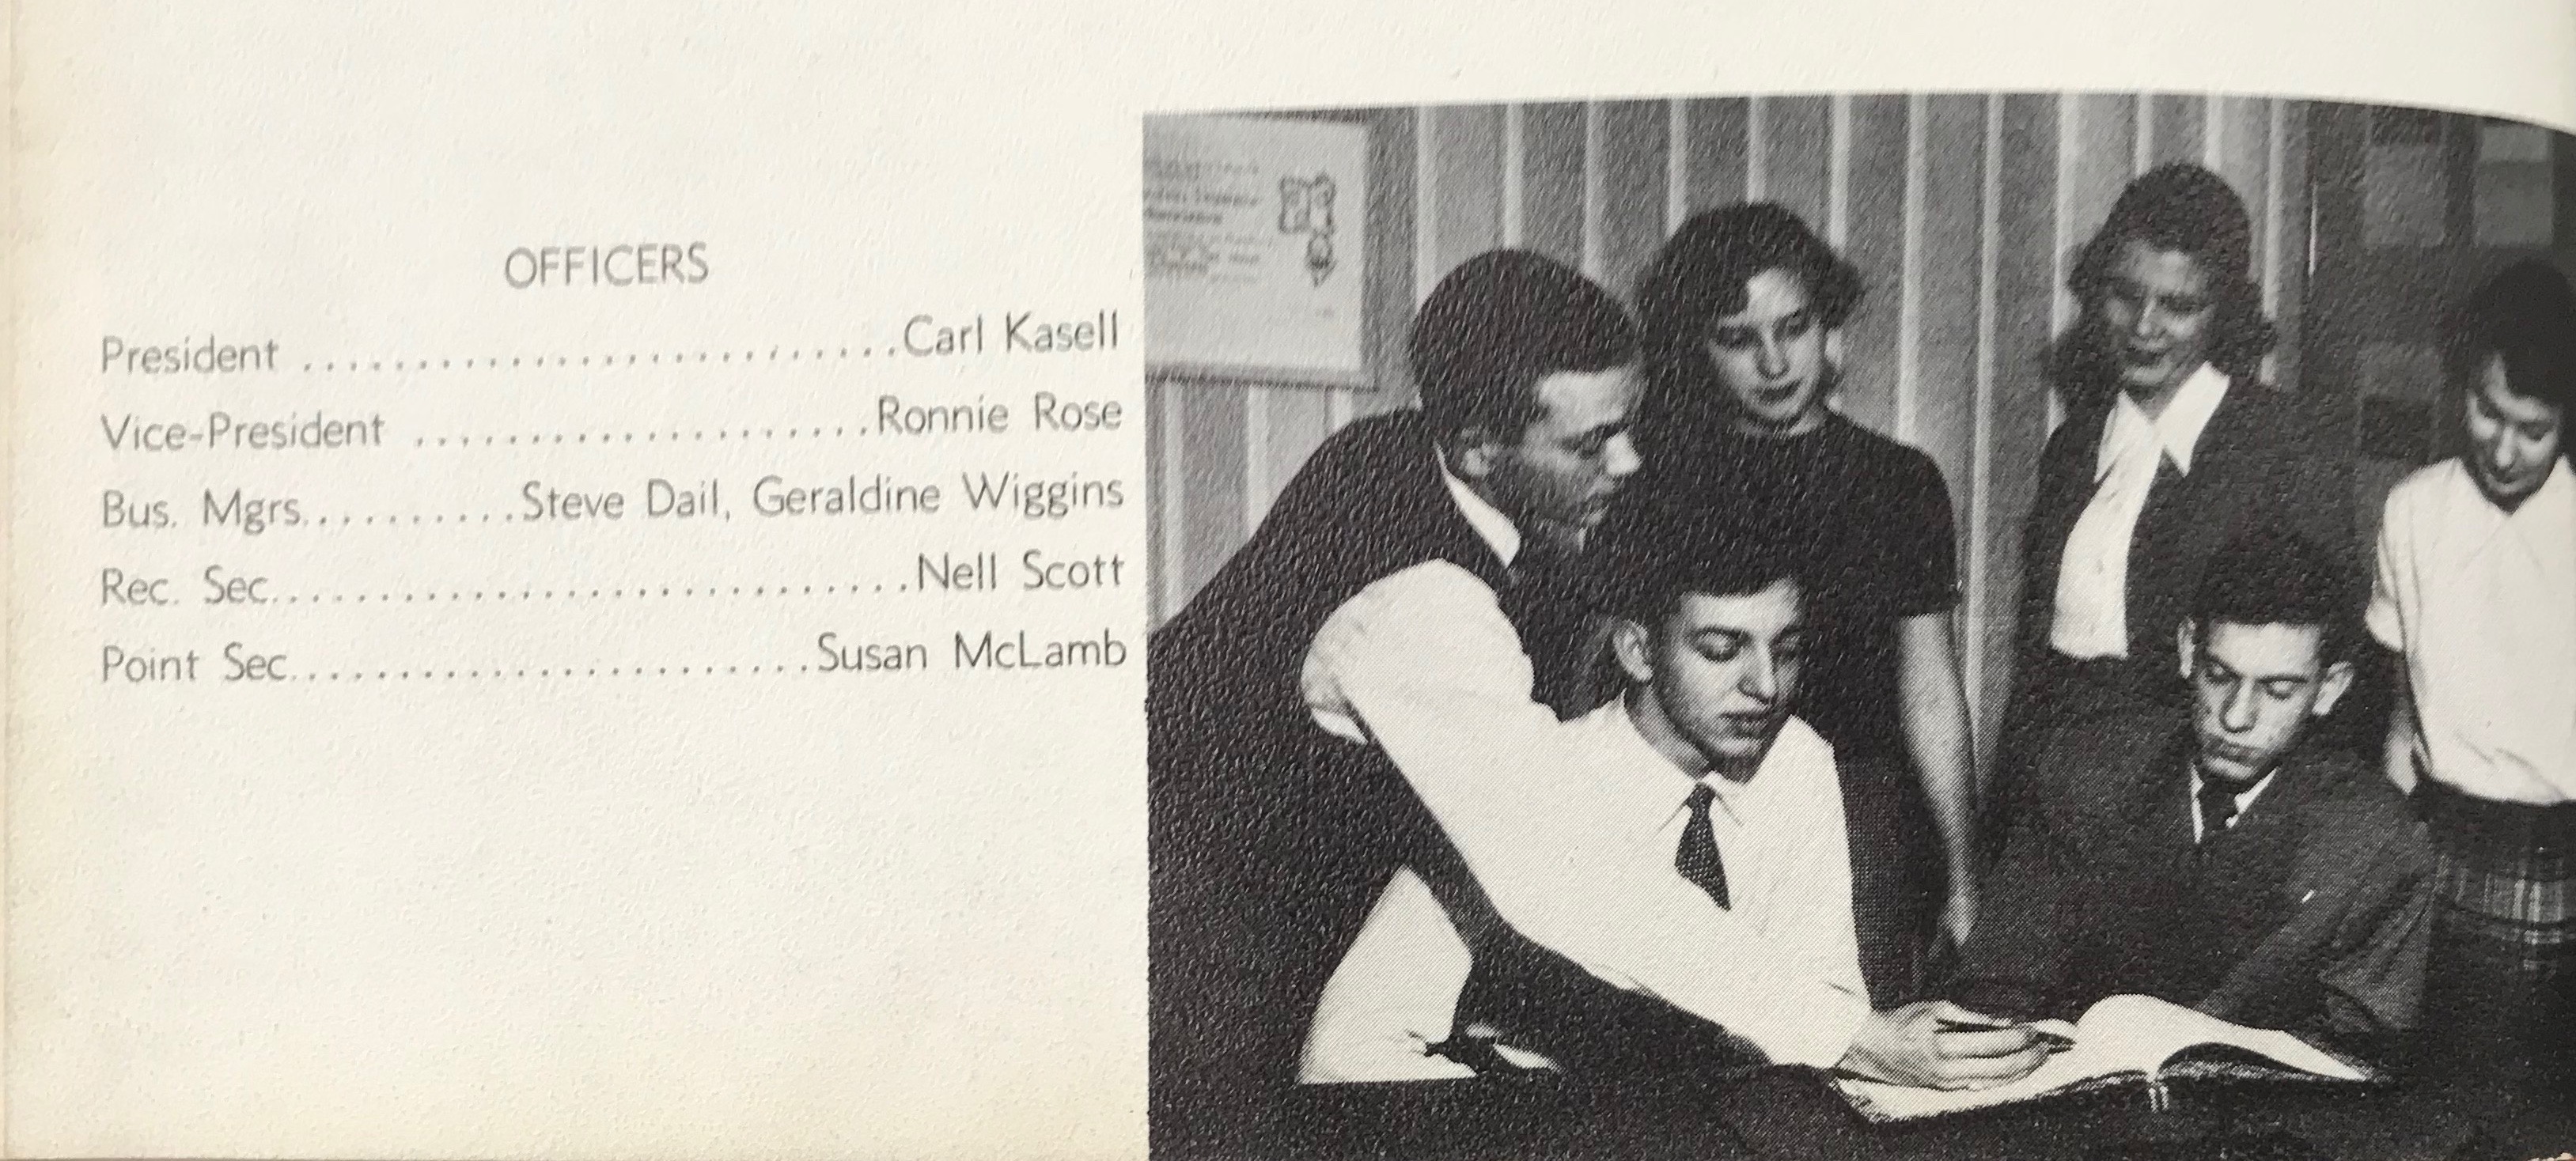 OFFICERS
President ............................Carl Kasell
Vice-President ....................Ronnie Rose
Bus. Mgrs..........Steve Dail, Geraldine Wiggins
Rec. Sec..............................Nell Scott
Point Sec........................Susan McLamb